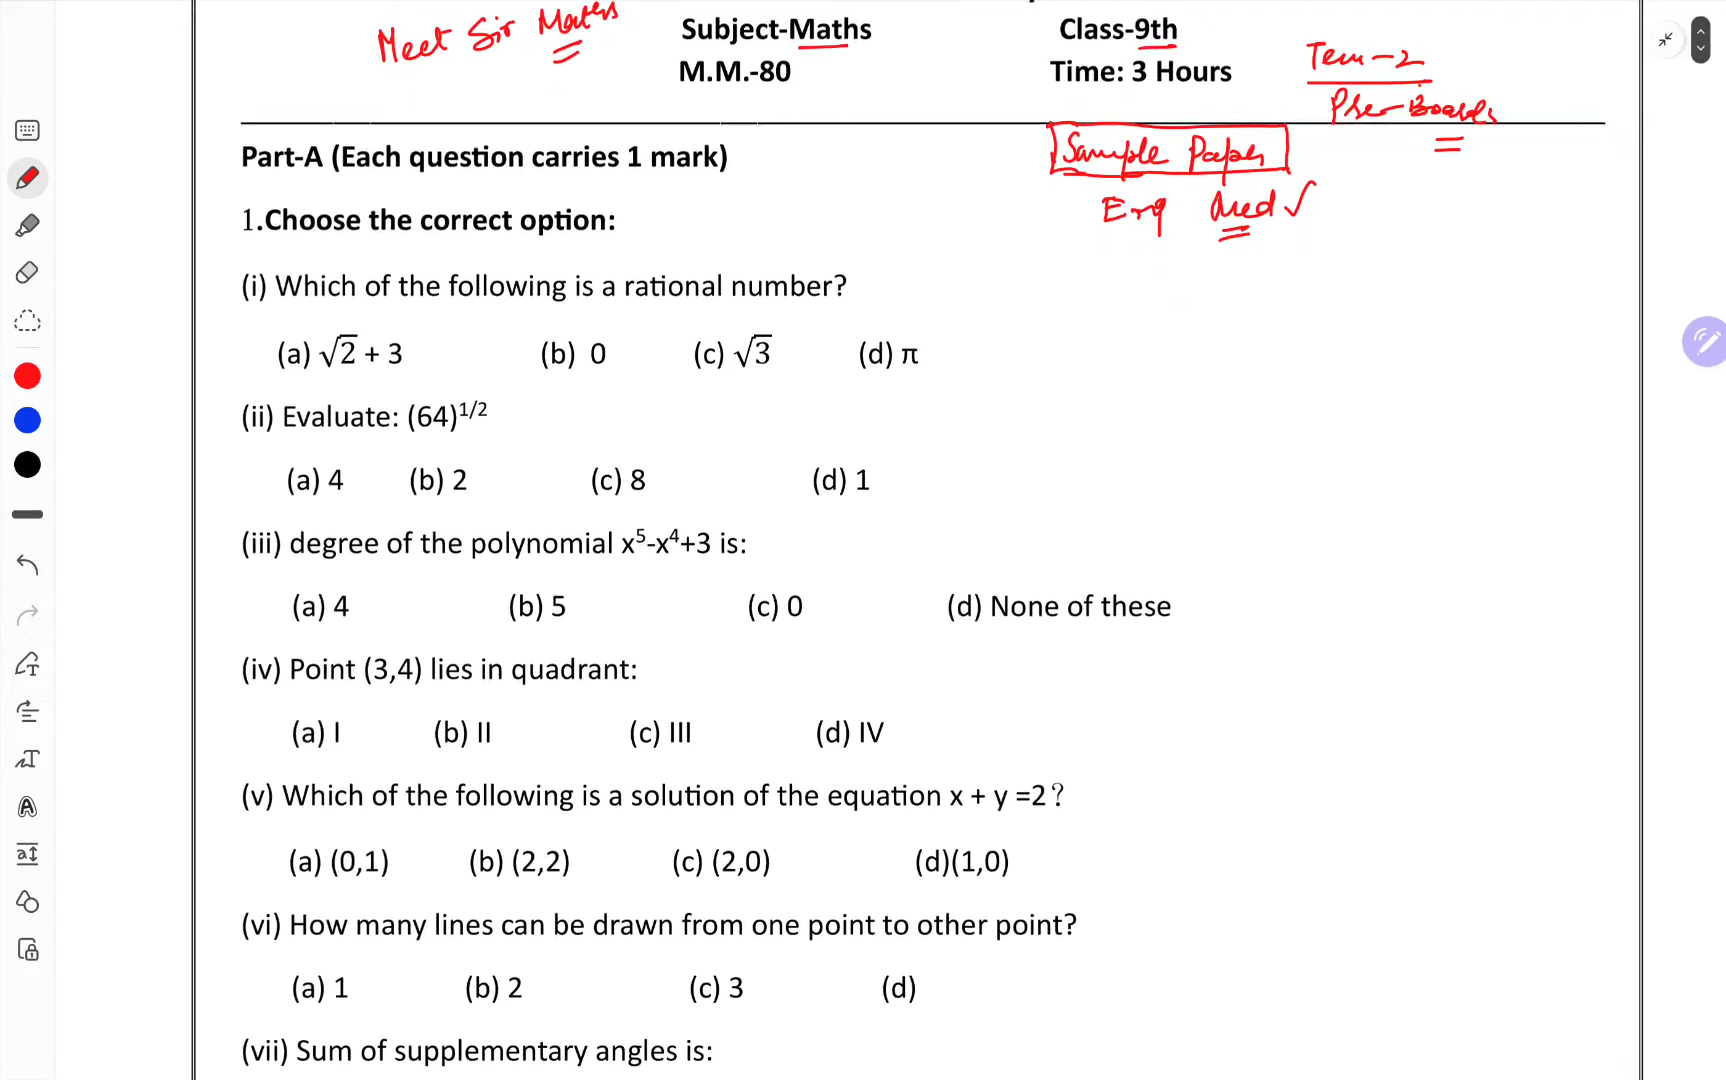 Meet Sir Maths
Subject-Maths Class-9th
M.M.-80 Time: 3 Hours
Term-2
Pre-Boards
Part-A (Each question carries 1 mark)
Sample Paper
Eng Med ✓
1.Choose the correct option:
(i) Which of the following is a rational number?
(a) √2 + 3 (b) 0 (c) √3 (d) π
(ii) Evaluate: (64)^1/2
(a) 4 (b) 2 (c) 8 (d) 1
(iii) degree of the polynomial x⁵-x⁴+3 is:
(a) 4 (b) 5 (c) 0 (d) None of these
(iv) Point (3,4) lies in quadrant:
(a) I (b) II (c) III (d) IV
(v) Which of the following is a solution of the equation x + y =2?
(a) (0,1) (b) (2,2) (c) (2,0) (d)(1,0)
(vi) How many lines can be drawn from one point to other point?
(a) 1 (b) 2 (c) 3 (d)
(vii) Sum of supplementary angles is: